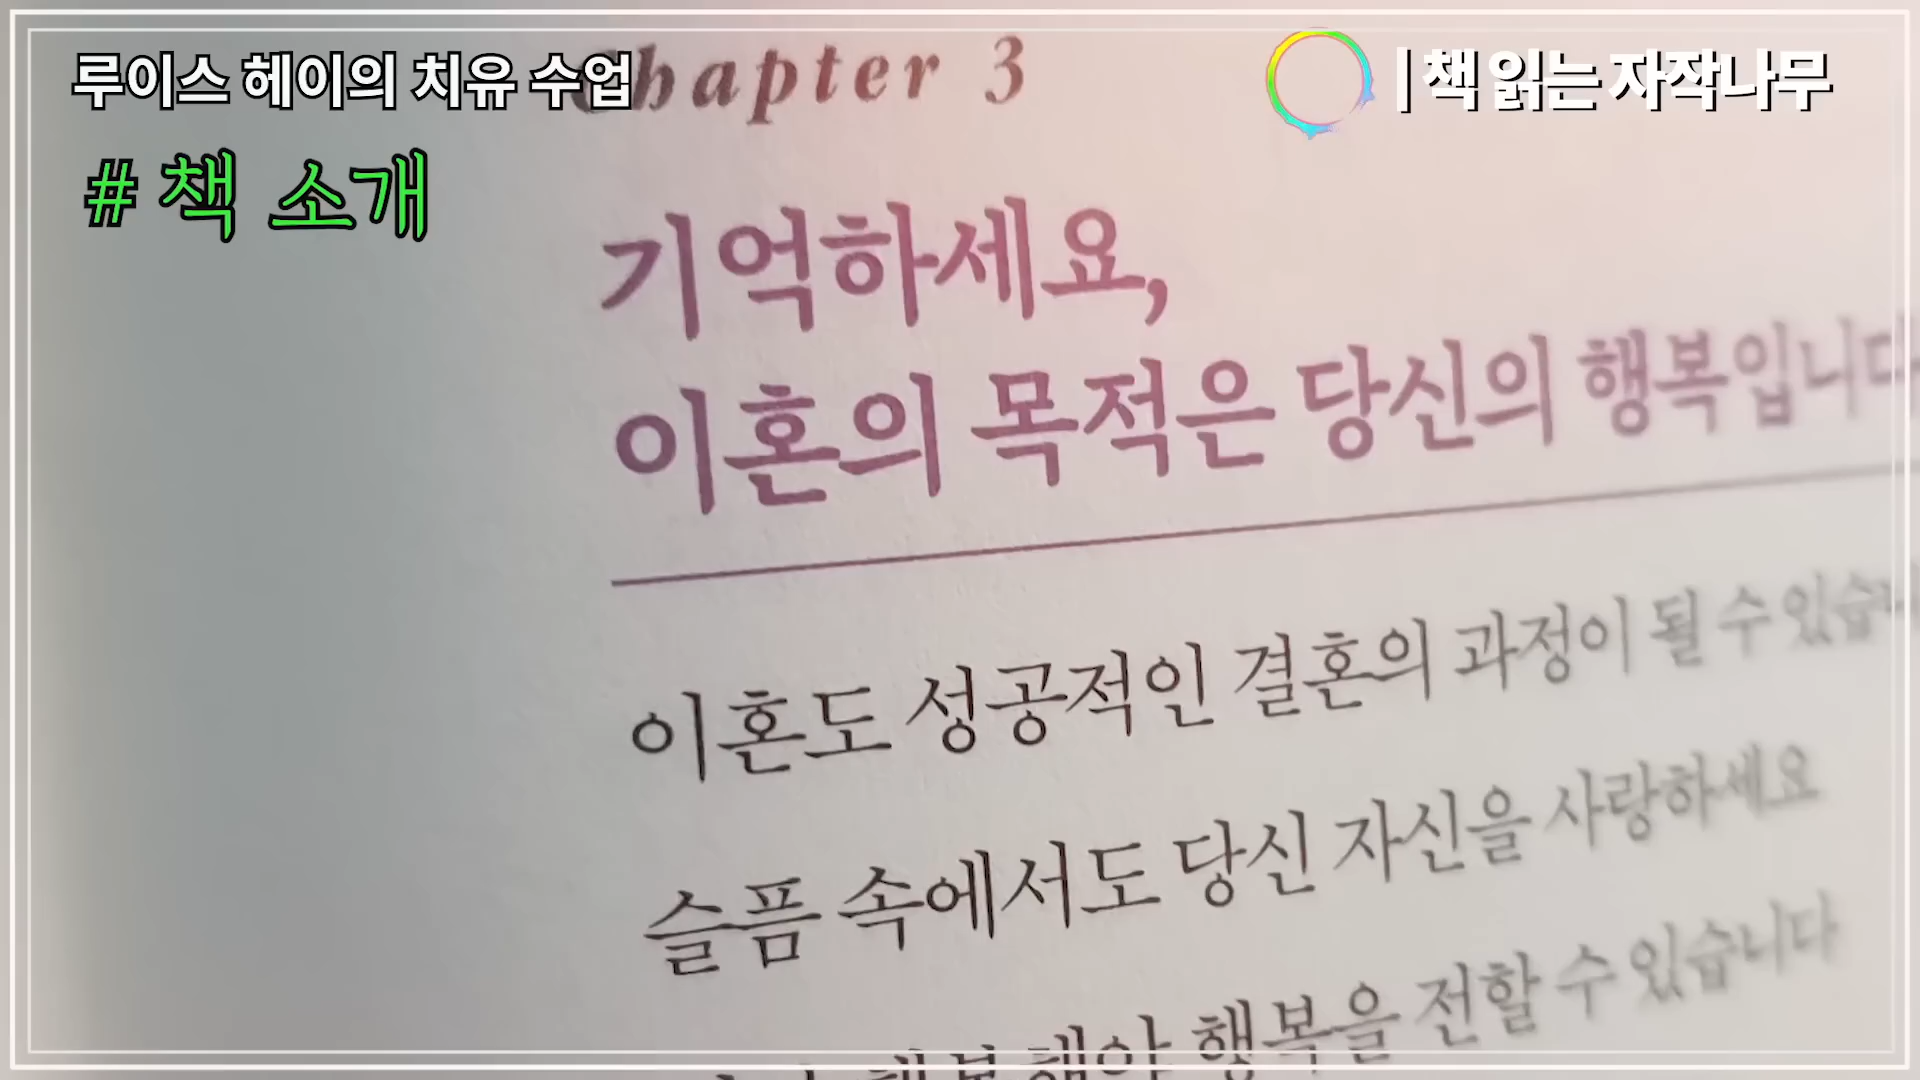 루이스 헤이의 치유 수업
| 책 읽는 자작나무
# 책 소개
Chapter 3
기억하세요,
이혼의 목적은 당신의 행복입니다
이혼도 성공적인 결혼의 과정이 될 수 있습니
슬픔 속에서도 당신 자신을 사랑하세요
행복을 전할 수 있습니다